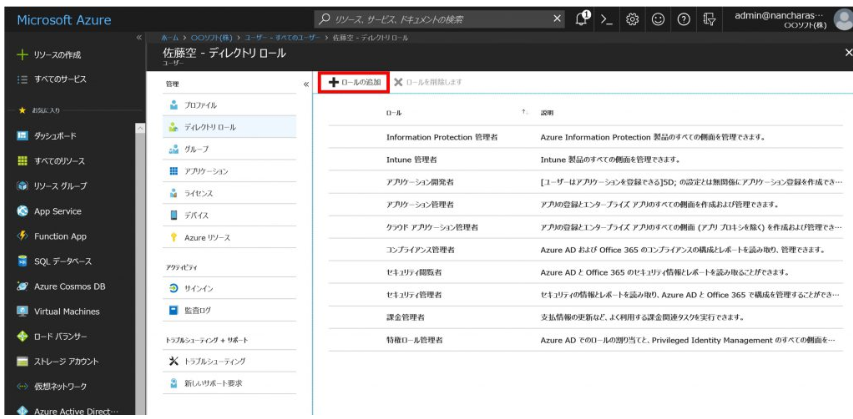 Microsoft Azure
リソース、サービス、ドキュメントの検索
1
admin@nancharas…
〇〇ソフト(株)
ホーム > 〇〇ソフト(株) > ユーザー - すべてのユーザー > 佐藤空 - ディレクトリ ロール
佐藤空 - ディレクトリ ロール
ユーザー
リソースの作成
すべてのサービス
お気に入り
ダッシュボード
すべてのリソース
リソース グループ
App Service
Function App
SQL データベース
Azure Cosmos DB
Virtual Machines
ロード バランサー
ストレージ アカウント
仮想ネットワーク
Azure Active Direct…
管理
プロファイル
ディレクトリ ロール
グループ
アプリケーション
ライセンス
デバイス
Azure リソース
アクティビティ
サインイン
監査ログ
トラブルシューティング + サポート
トラブルシューティング
新しいサポート要求
ロールの追加
ロールを削除します
ロール
説明
Information Protection 管理者
Azure Information Protection 製品のすべての側面を管理できます。
Intune 管理者
Intune 製品のすべての側面を管理できます。
アプリケーション開発者
[ユーザーはアプリケーションを登録できる]5D; の設定とは無関係にアプリケーション登録を作成でき…
アプリケーション管理者
アプリの登録とエンタープライズ アプリのすべての側面を作成および管理できます。
クラウド アプリケーション管理者
アプリの登録とエンタープライズ アプリのすべての側面 (アプリ プロキシを除く) を作成および管理でき…
コンプライアンス管理者
Azure AD および Office 365 のコンプライアンスの構成とレポートを読み取り、管理できます。
セキュリティ閲覧者
Azure AD と Office 365 のセキュリティ情報とレポートを読み取ることができます。
セキュリティ管理者
セキュリティの情報とレポートを読み取り、Azure AD と Office 365 で構成を管理することができ…
課金管理者
支払情報の更新など、よく利用する課金関連タスクを実行できます。
特権ロール管理者
Azure AD でのロールの割り当てと、Privileged Identity Management のすべての側面を…